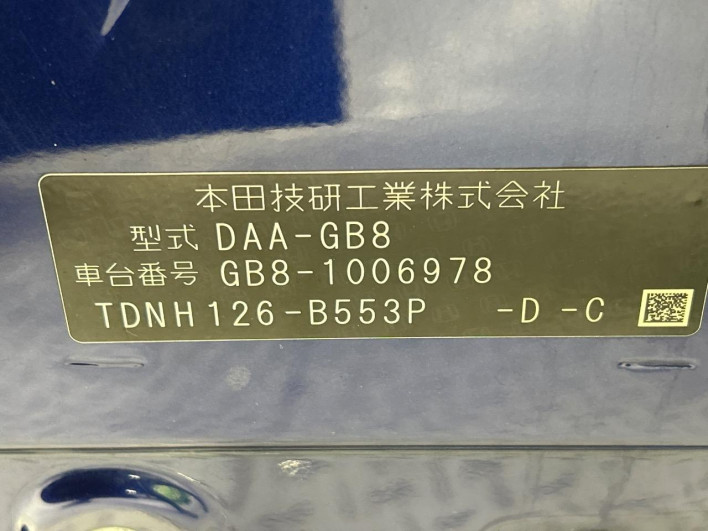 本田技研工業株式会社
型式 DAA-GB8
車台番号 GB8-1006978
TDNH126-B553P -D -C